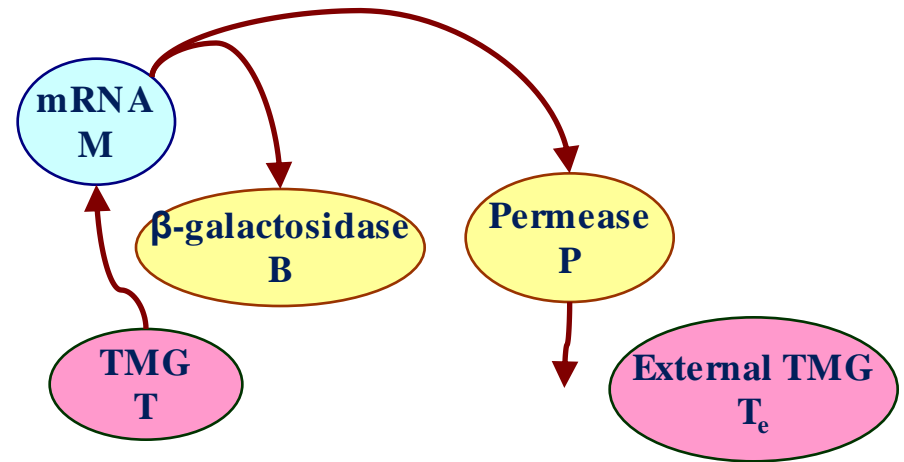 mRNA
M
β-galactosidase
B
Permease
P
TMG
T
External TMG
Tₑ